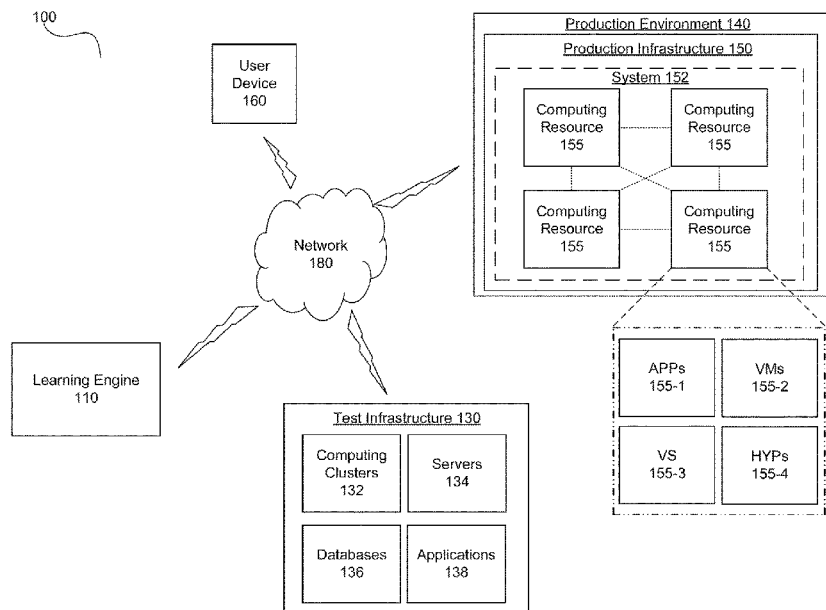 100
User
Device
160
Production Environment 140
Production Infrastructure 150
System 152
Computing
Resource
155
Computing
Resource
155
Computing
Resource
155
Computing
Resource
155
Network
180
Learning Engine
110
Test Infrastructure 130
Computing
Clusters
132
Servers
134
Databases
136
Applications
138
APPs
155-1
VMs
155-2
VS
155-3
HYPs
155-4